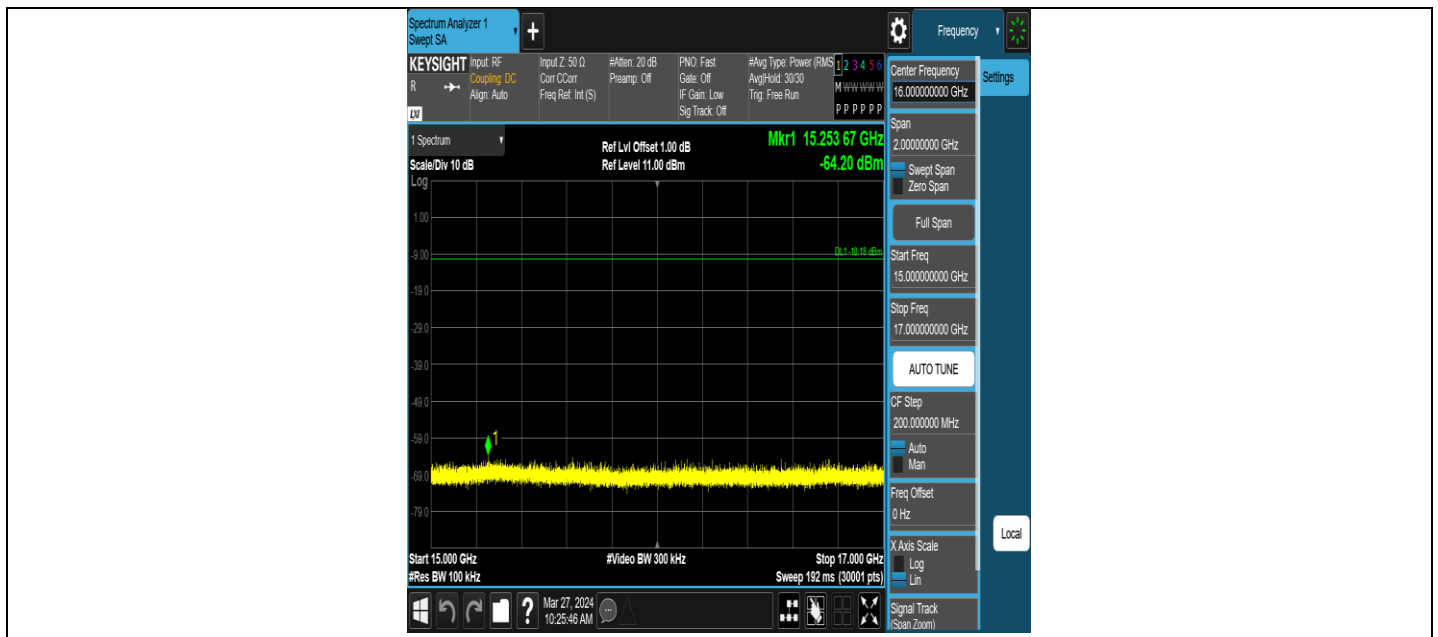 Spectrum Analyzer 1
Swept SA
+
Frequency
KEYSIGHT
R
LXI
Input: RF
Coupling: DC
Align: Auto
Input Z: 50 Ω
Corr CCorr
Freq Ref: Int (S)
#Atten: 20 dB
Preamp: Off
PNO: Fast
Gate: Off
IF Gain: Low
Sig Track: Off
#Avg Type: Power (RMS
Avg|Hold: 30/30
Trig: Free Run
1 2 3 4 5 6
M W W W W W
P P P P P P
1 Spectrum
Scale/Div 10 dB
Log
Ref Lvl Offset 1.00 dB
Ref Level 11.00 dBm
Mkr1 15.253 67 GHz
-64.20 dBm
1.00
-9.00
DL1 -10.18 dBm
-19.0
-29.0
-39.0
-49.0
-59.0
1
-69.0
-79.0
Start 15.000 GHz
#Res BW 100 kHz
#Video BW 300 kHz
Stop 17.000 GHz
Sweep 192 ms (30001 pts)
?
Mar 27, 2024
10:25:46 AM
Center Frequency
16.000000000 GHz
Settings
Span
2.00000000 GHz
Swept Span
Zero Span
Full Span
Start Freq
15.000000000 GHz
Stop Freq
17.000000000 GHz
AUTO TUNE
CF Step
200.000000 MHz
Auto
Man
Freq Offset
0 Hz
X Axis Scale
Log
Lin
Signal Track
(Span Zoom)
Local